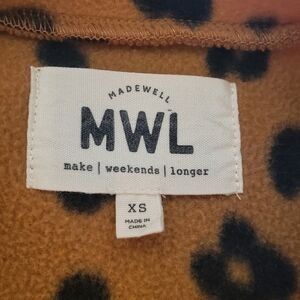 MADEWELL
MWL
make | weekends | longer
XS
MADE IN
CHINA